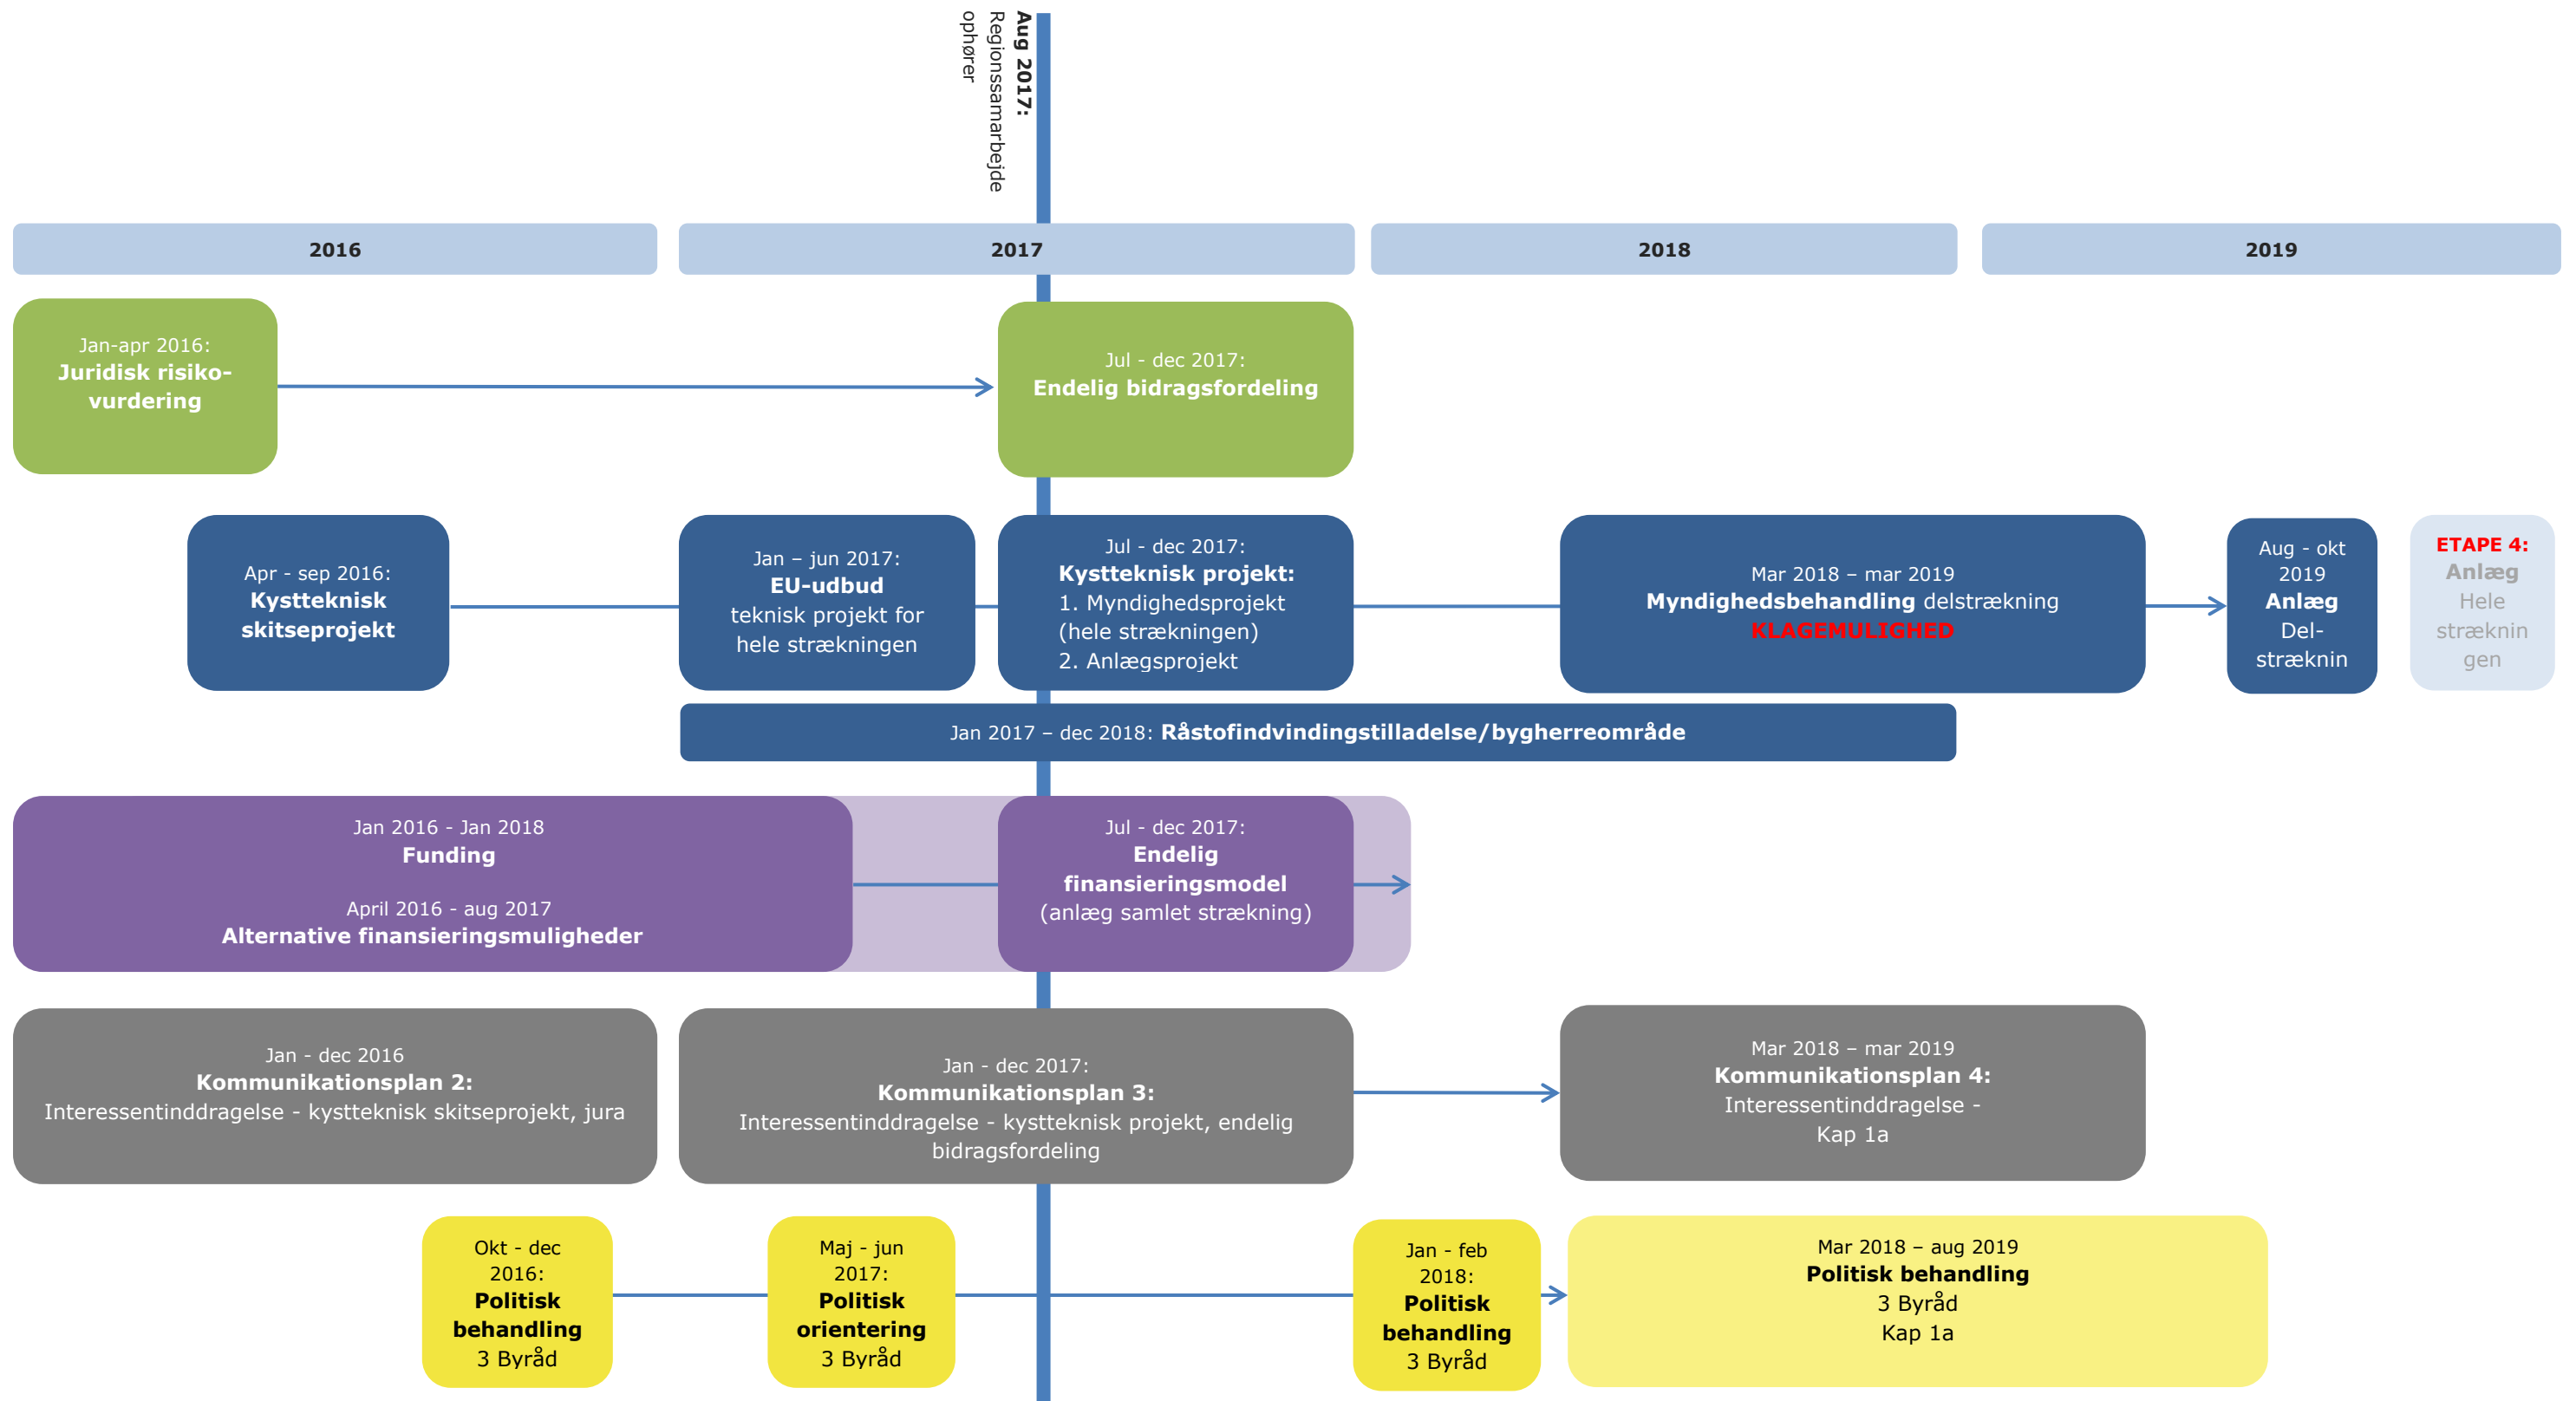 Aug 2017:
Regionssamarbejde
ophører
2016
2017
2018
2019
Jan-apr 2016:
Juridisk risiko-
vurdering
Jul - dec 2017:
Endelig bidragsfordeling
Apr - sep 2016:
Kystteknisk
skitseprojekt
Jan – jun 2017:
EU-udbud
teknisk projekt for
hele strækningen
Jul - dec 2017:
Kystteknisk projekt:
1. Myndighedsprojekt
(hele strækningen)
2. Anlægsprojekt
Mar 2018 – mar 2019
Myndighedsbehandling delstrækning
KLAGEMULIGHED
Aug - okt
2019
Anlæg
Del-
stræknin
ETAPE 4:
Anlæg
Hele
stræknin
gen
Jan 2017 – dec 2018: Råstofindvindingstilladelse/bygherreområde
Jan 2016 - Jan 2018
Funding
April 2016 - aug 2017
Alternative finansieringsmuligheder
Jul - dec 2017:
Endelig
finansieringsmodel
(anlæg samlet strækning)
Jan - dec 2016
Kommunikationsplan 2:
Interessentinddragelse - kystteknisk skitseprojekt, jura
Jan - dec 2017:
Kommunikationsplan 3:
Interessentinddragelse - kystteknisk projekt, endelig
bidragsfordeling
Mar 2018 – mar 2019
Kommunikationsplan 4:
Interessentinddragelse -
Kap 1a
Okt - dec
2016:
Politisk
behandling
3 Byråd
Maj - jun
2017:
Politisk
orientering
3 Byråd
Jan - feb
2018:
Politisk
behandling
3 Byråd
Mar 2018 – aug 2019
Politisk behandling
3 Byråd
Kap 1a